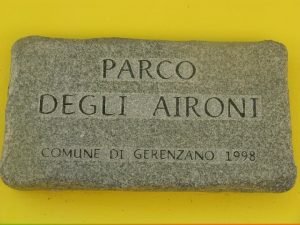 PARCO
DEGLI AIRONI
COMUNE DI GERENZANO 1998